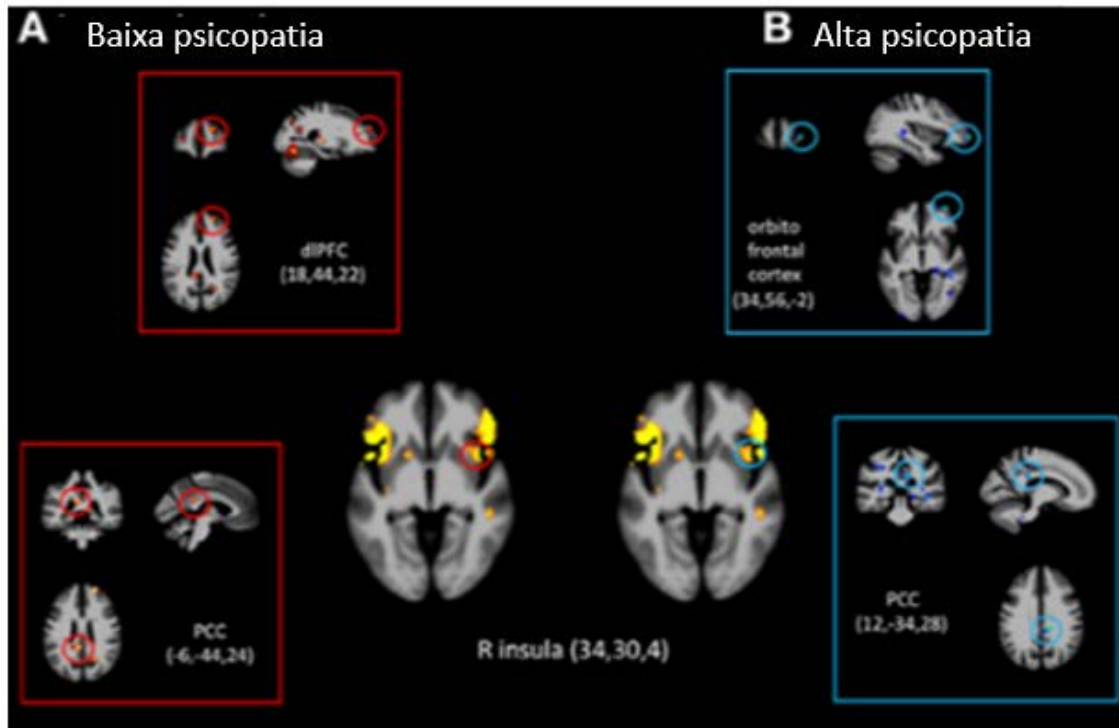 A Baixa psicopatia
B Alta psicopatia
dlPFC
(18,44,22)
orbito
frontal
cortex
(34,56,-2)
PCC
(-6,-44,24)
R insula (34,30,4)
PCC
(12,-34,28)